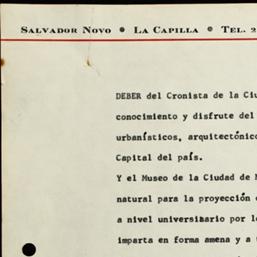 SALVADOR NOVO • LA CAPILLA • TEL. 2
DEBER del Cronista de la Ciu
conocimiento y disfrute del
urbanísticos, arquitectónic
Capital del país.
Y el Museo de la Ciudad de M
natural para la proyección
a nivel universitario por l
imparta en forma amena y a